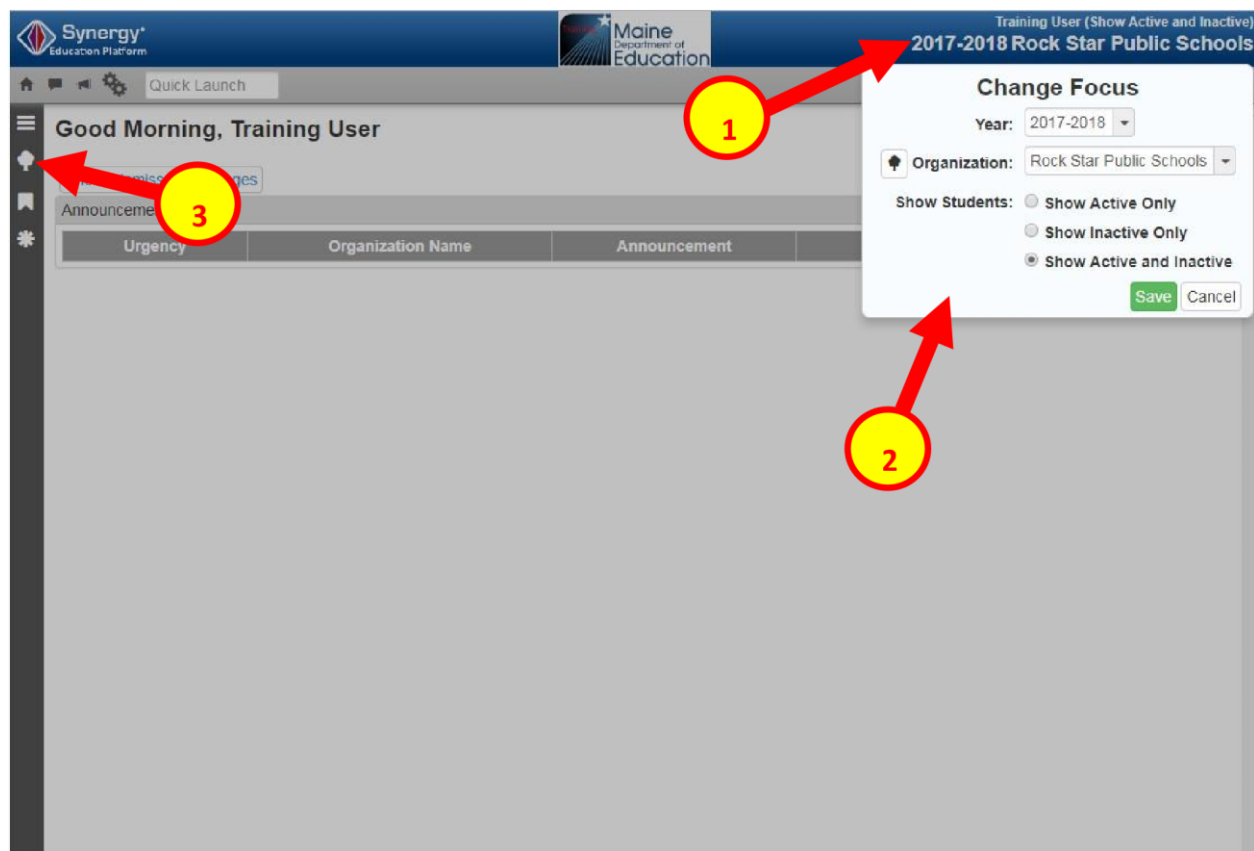 Synergy
Education Platform
Training
Maine
Department of
Education
Training User (Show Active and Inactive)
2017-2018 Rock Star Public Schools
Quick Launch
Good Morning, Training User
Announceme
Urgency
Organization Name
Announcement
Change Focus
Year: 2017-2018
Organization: Rock Star Public Schools
Show Students: Show Active Only
Show Inactive Only
Show Active and Inactive
Save Cancel
1
2
3